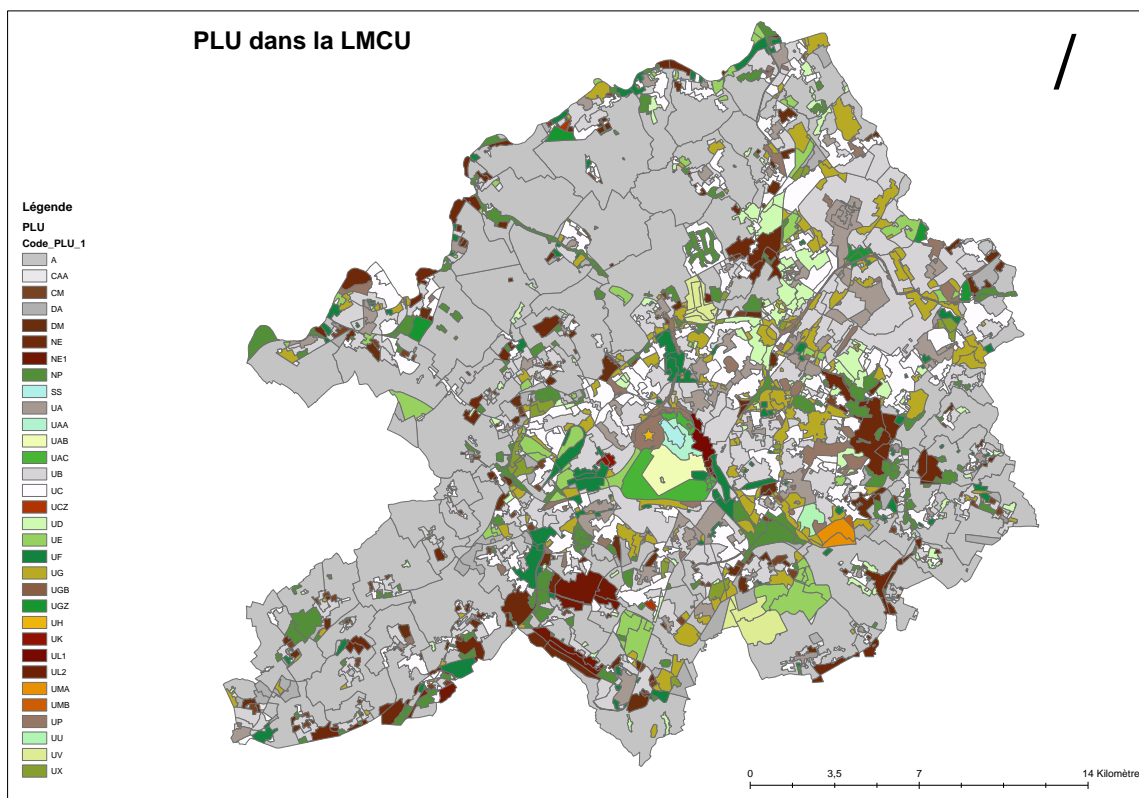 PLU dans la LMCU
Légende
PLU
Code_PLU_1
A
CAA
CM
DA
DM
NE
NE1
NP
SS
UA
UAA
UAB
UAC
UB
UC
UCZ
UD
UE
UF
UG
UGB
UGZ
UH
UK
UL1
UL2
UMA
UMB
UP
UU
UV
UX
0 3,5 7 14 Kilomètre